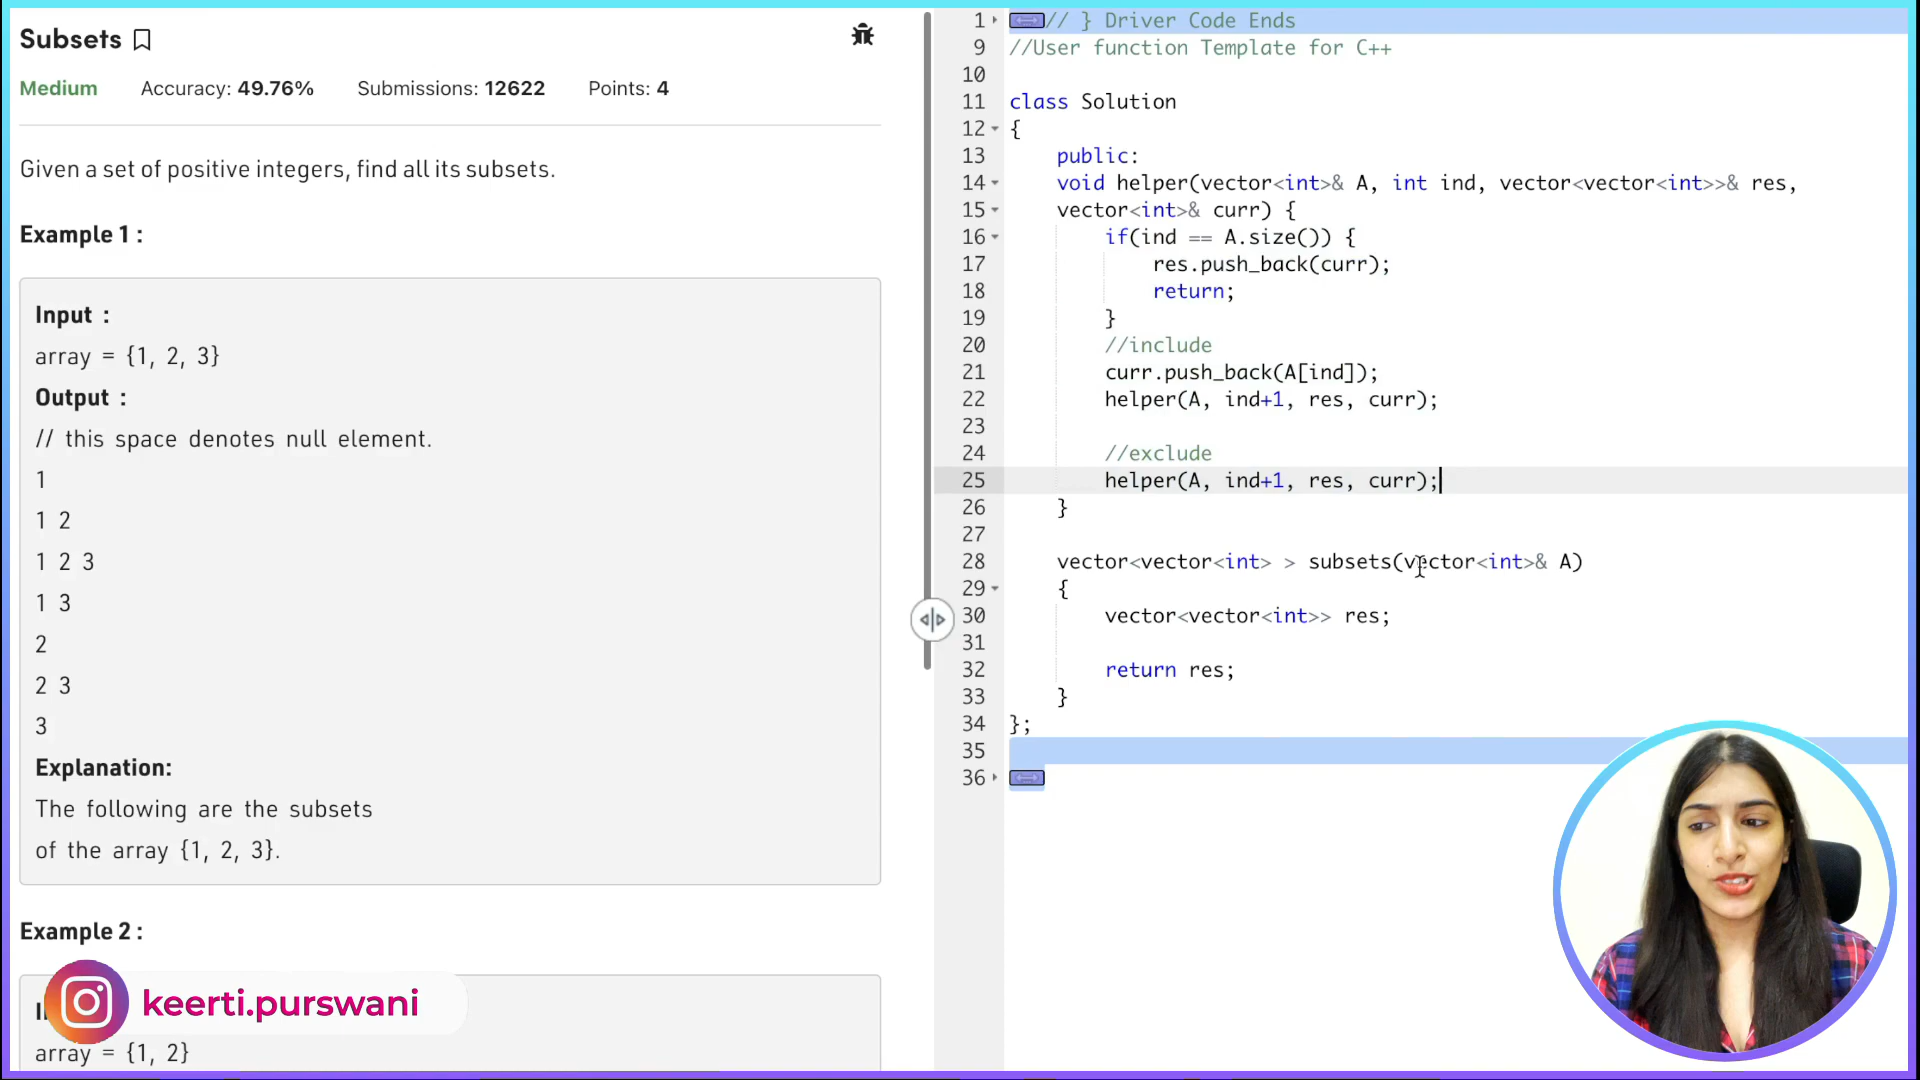 Subsets
Medium Accuracy: 49.76% Submissions: 12622 Points: 4
Given a set of positive integers, find all its subsets.
Example 1 :
Input :
array = {1, 2, 3}
Output :
// this space denotes null element.
1
1 2
1 2 3
1 3
2
2 3
3
Explanation:
The following are the subsets
of the array {1, 2, 3}.
Example 2 :
array = {1, 2}
keerti.purswani
1 // } Driver Code Ends
9 //User function Template for C++
10
11 class Solution
12 {
13 public:
14 void helper(vector<int>& A, int ind, vector<vector<int>>& res,
15 vector<int>& curr) {
16 if(ind == A.size()) {
17 res.push_back(curr);
18 return;
19 }
20 //include
21 curr.push_back(A[ind]);
22 helper(A, ind+1, res, curr);
23
24 //exclude
25 helper(A, ind+1, res, curr);
26 }
27
28 vector<vector<int> > subsets(vector<int>& A)
29 {
30 vector<vector<int>> res;
31
32 return res;
33 }
34 };
35
36